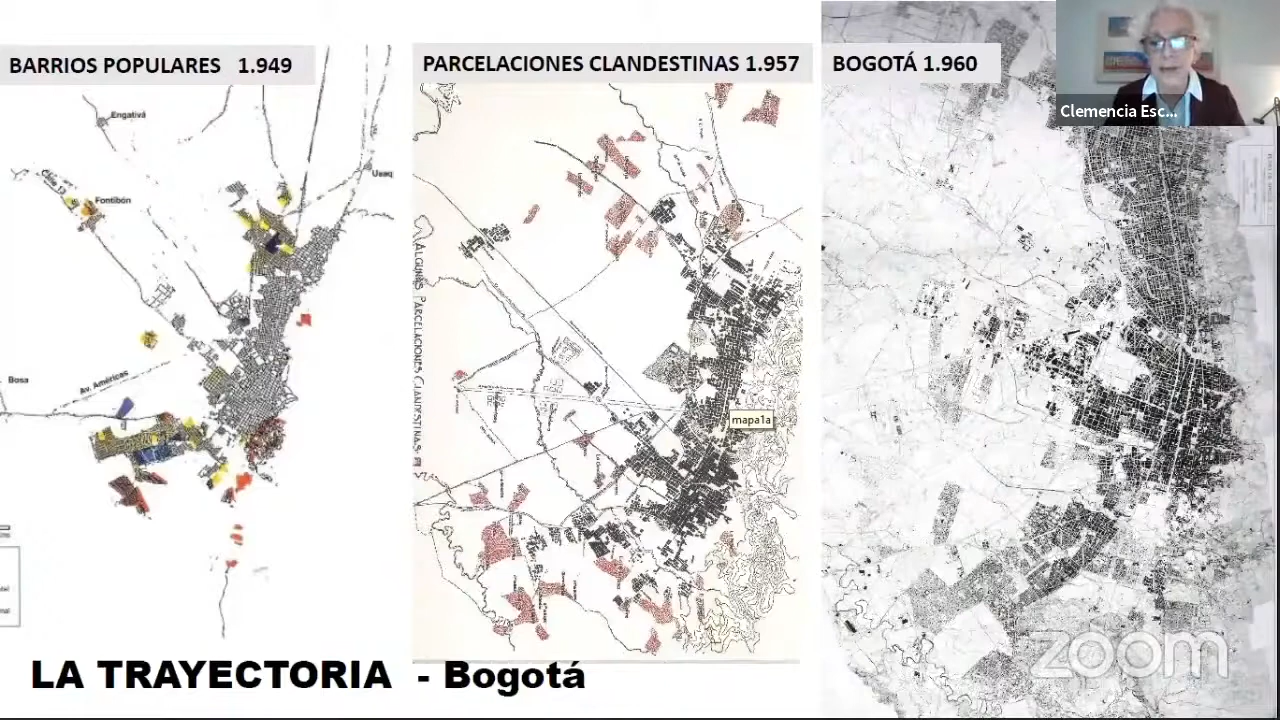 BARRIOS POPULARES 1.949
PARCELACIONES CLANDESTINAS 1.957
BOGOTÁ 1.960
Clemencia Esc...
Engativá
Fontibón
Usaq
Bosa
Av. Américas
ALGUNAS PARCELACIONES CLANDESTINAS
mapa1a
LA TRAYECTORIA - Bogotá
zoom